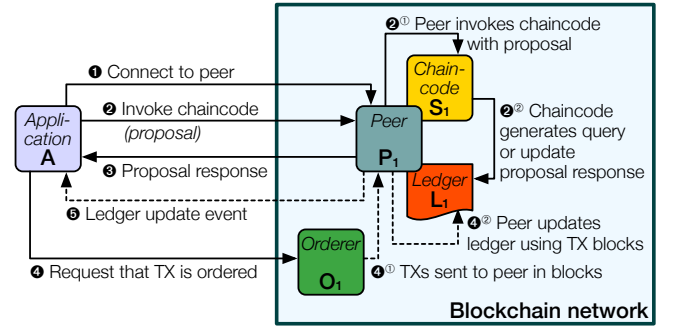 ❷① Peer invokes chaincode
with proposal
❶ Connect to peer
Chain-
code
S1
❷ Invoke chaincode
(proposal)
Appli-
cation
A
Peer
P1
❷② Chaincode
generates query
or update
proposal response
❸ Proposal response
Ledger
L1
❺ Ledger update event
❹② Peer updates
ledger using TX blocks
Orderer
O1
❹ Request that TX is ordered
❹① TXs sent to peer in blocks
Blockchain network